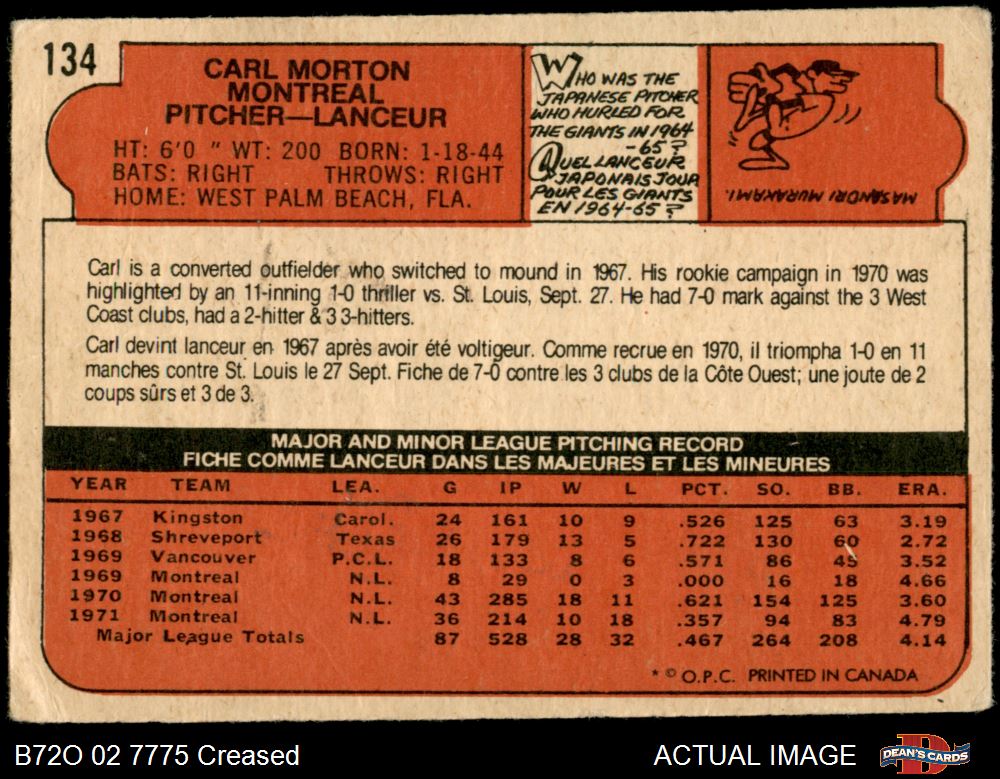 134
CARL MORTON
MONTREAL
PITCHER—LANCEUR
HT: 6'0 " WT: 200 BORN: 1-18-44
BATS: RIGHT THROWS: RIGHT
HOME: WEST PALM BEACH, FLA.
WHO WAS THE
JAPANESE PITCHER
WHO HURLED FOR
THE GIANTS IN 1964
-65?
QUEL LANCEUR
JAPONAIS JOUA
POUR LES GIANTS
EN 1964-65?
MASANORI MURAKAMI.
Carl is a converted outfielder who switched to mound in 1967. His rookie campaign in 1970 was
highlighted by an 11-inning 1-0 thriller vs. St. Louis, Sept. 27. He had 7-0 mark against the 3 West
Coast clubs, had a 2-hitter & 3 3-hitters.
Carl devint lanceur en 1967 après avoir été voltigeur. Comme recrue en 1970, il triompha 1-0 en 11
manches contre St. Louis le 27 Sept. Fiche de 7-0 contre les 3 clubs de la Côte Ouest; une joute de 2
coups sûrs et 3 de 3.
MAJOR AND MINOR LEAGUE PITCHING RECORD
FICHE COMME LANCEUR DANS LES MAJEURES ET LES MINEURES
YEAR TEAM LEA. G IP W L PCT. SO. BB. ERA.
1967 Kingston Carol. 24 161 10 9 .526 125 63 3.19
1968 Shreveport Texas 26 179 13 5 .722 130 60 2.72
1969 Vancouver P.C.L. 18 133 8 6 .571 86 45 3.52
1969 Montreal N.L. 8 29 0 3 .000 16 18 4.66
1970 Montreal N.L. 43 285 18 11 .621 154 125 3.60
1971 Montreal N.L. 36 214 10 18 .357 94 83 4.79
Major League Totals 87 528 28 32 .467 264 208 4.14
* © O.P.C. PRINTED IN CANADA
B72O 02 7775 Creased
ACTUAL IMAGE
DEAN'S CARDS